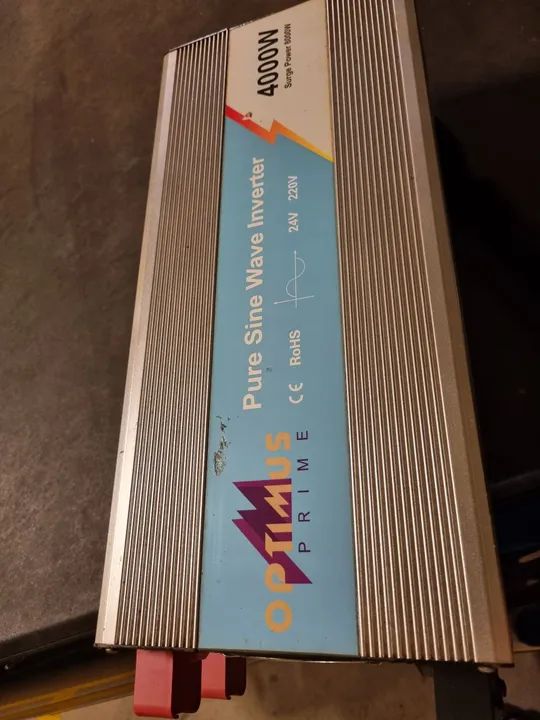 4000W
Surge Power 8000W
Pure Sine Wave Inverter
CE RoHS 24V 220V
OPTIMUS
PRIME